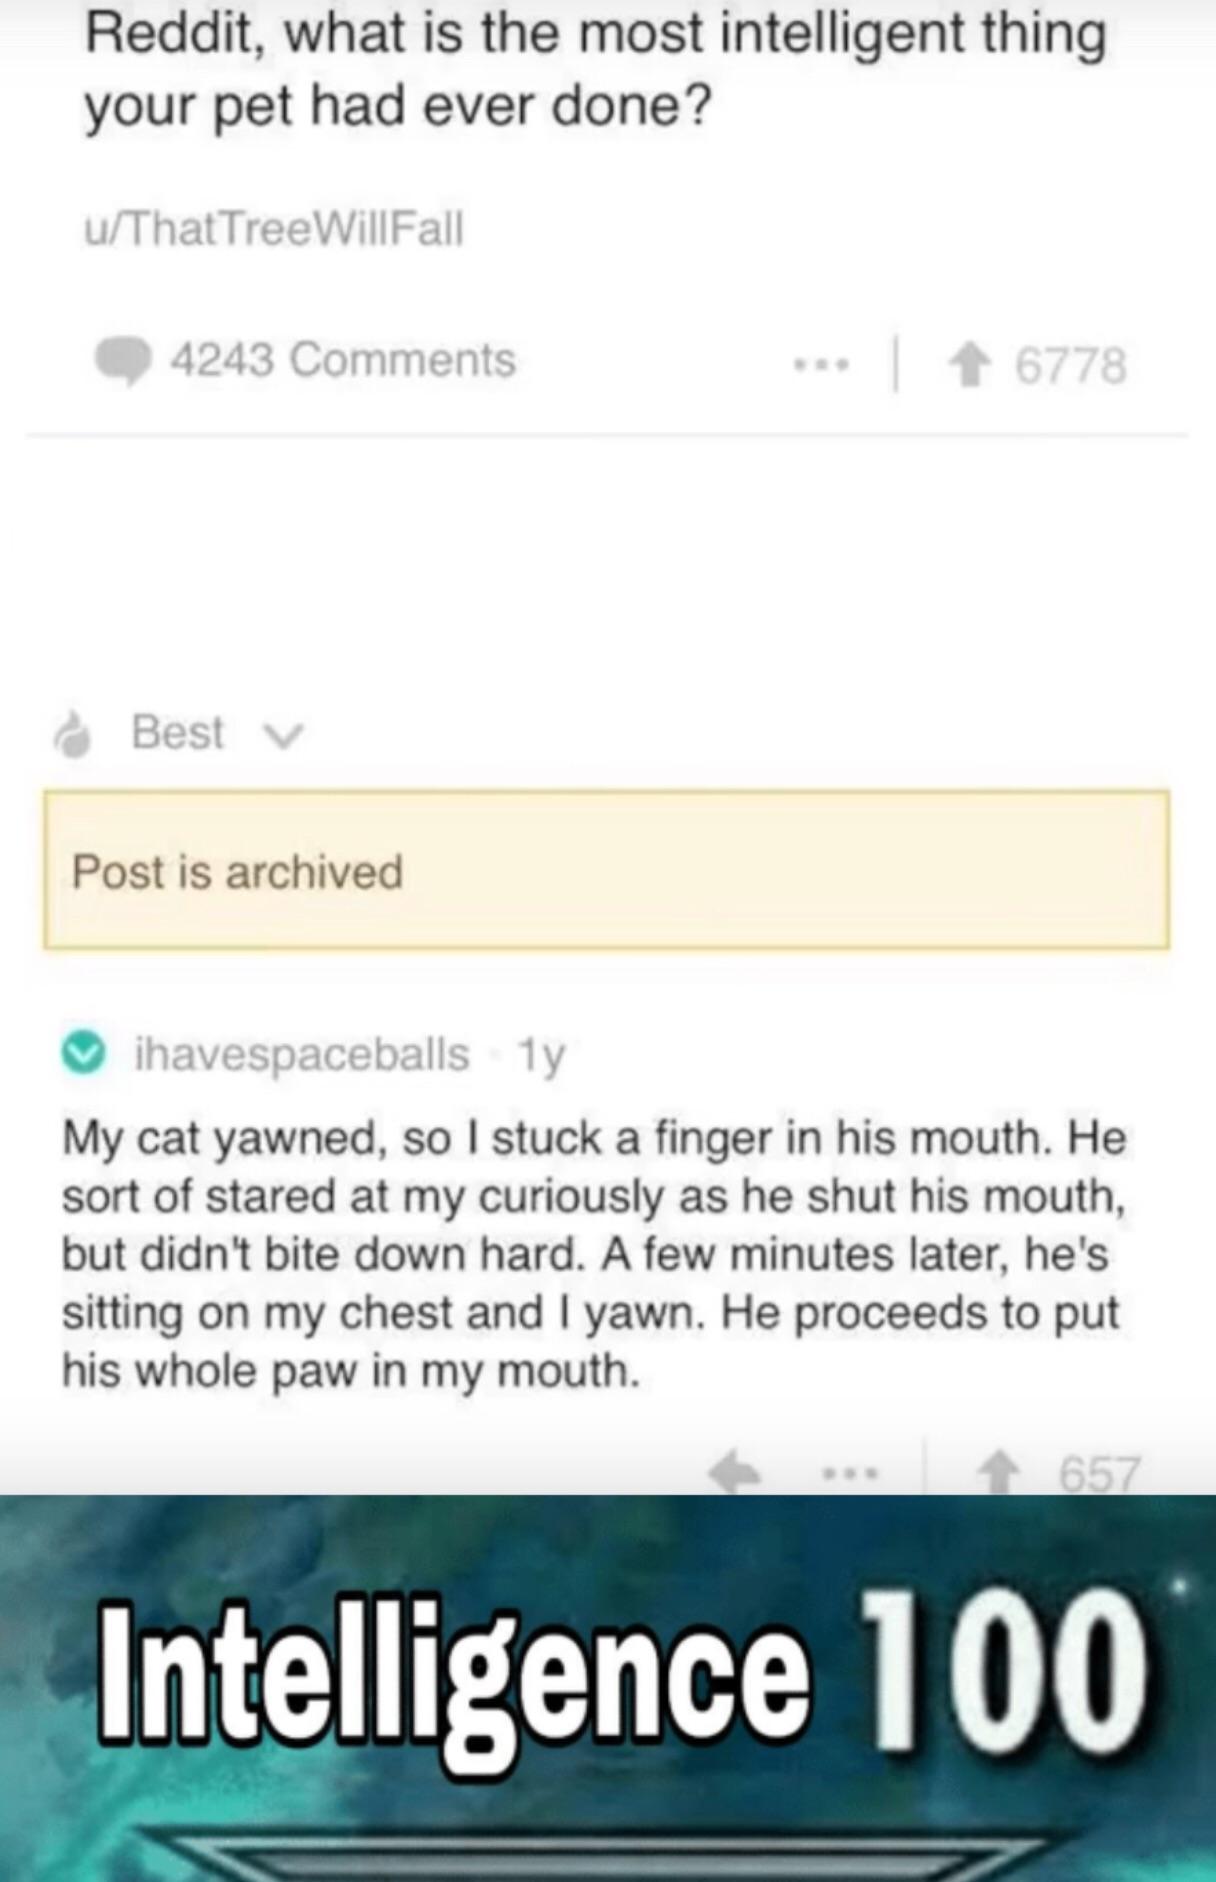 Reddit, what is the most intelligent thing
your pet had ever done?
u/ThatTreeWillFall
4243 Comments
6778
Best
Post is archived
ihavespaceballs · 1y
My cat yawned, so I stuck a finger in his mouth. He
sort of stared at my curiously as he shut his mouth,
but didn't bite down hard. A few minutes later, he's
sitting on my chest and I yawn. He proceeds to put
his whole paw in my mouth.
657
Intelligence 100